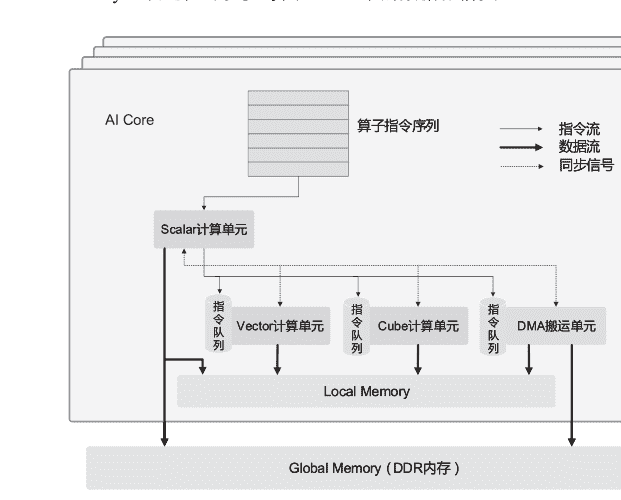 AI Core
算子指令序列
指令流
数据流
同步信号
Scalar计算单元
指令队列
Vector计算单元
指令队列
Cube计算单元
指令队列
DMA搬运单元
Local Memory
Global Memory（DDR内存）